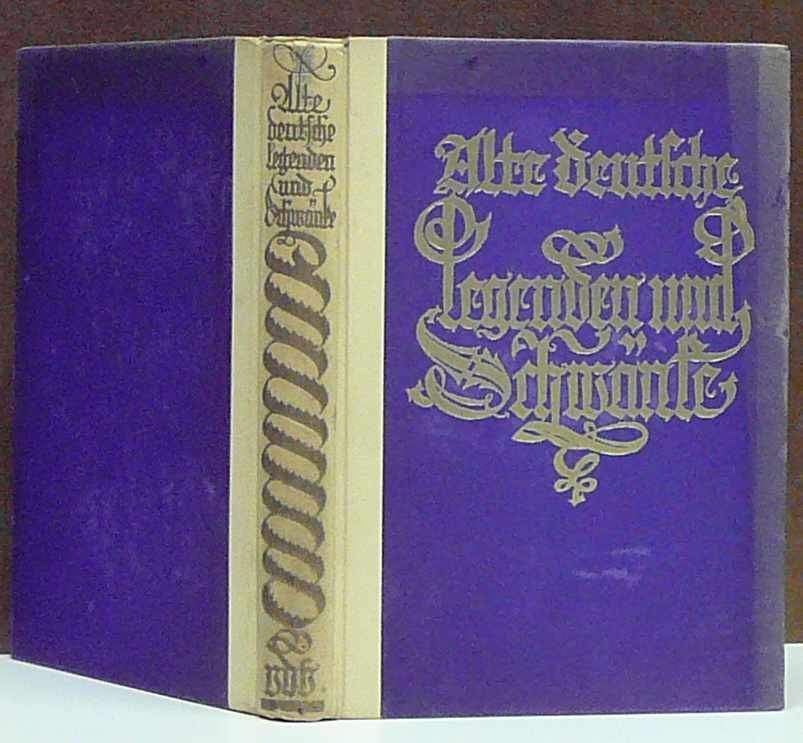 Alte
deutsche
legenden
und
Schwänke
Alte deutsche
legenden und
Schwänke